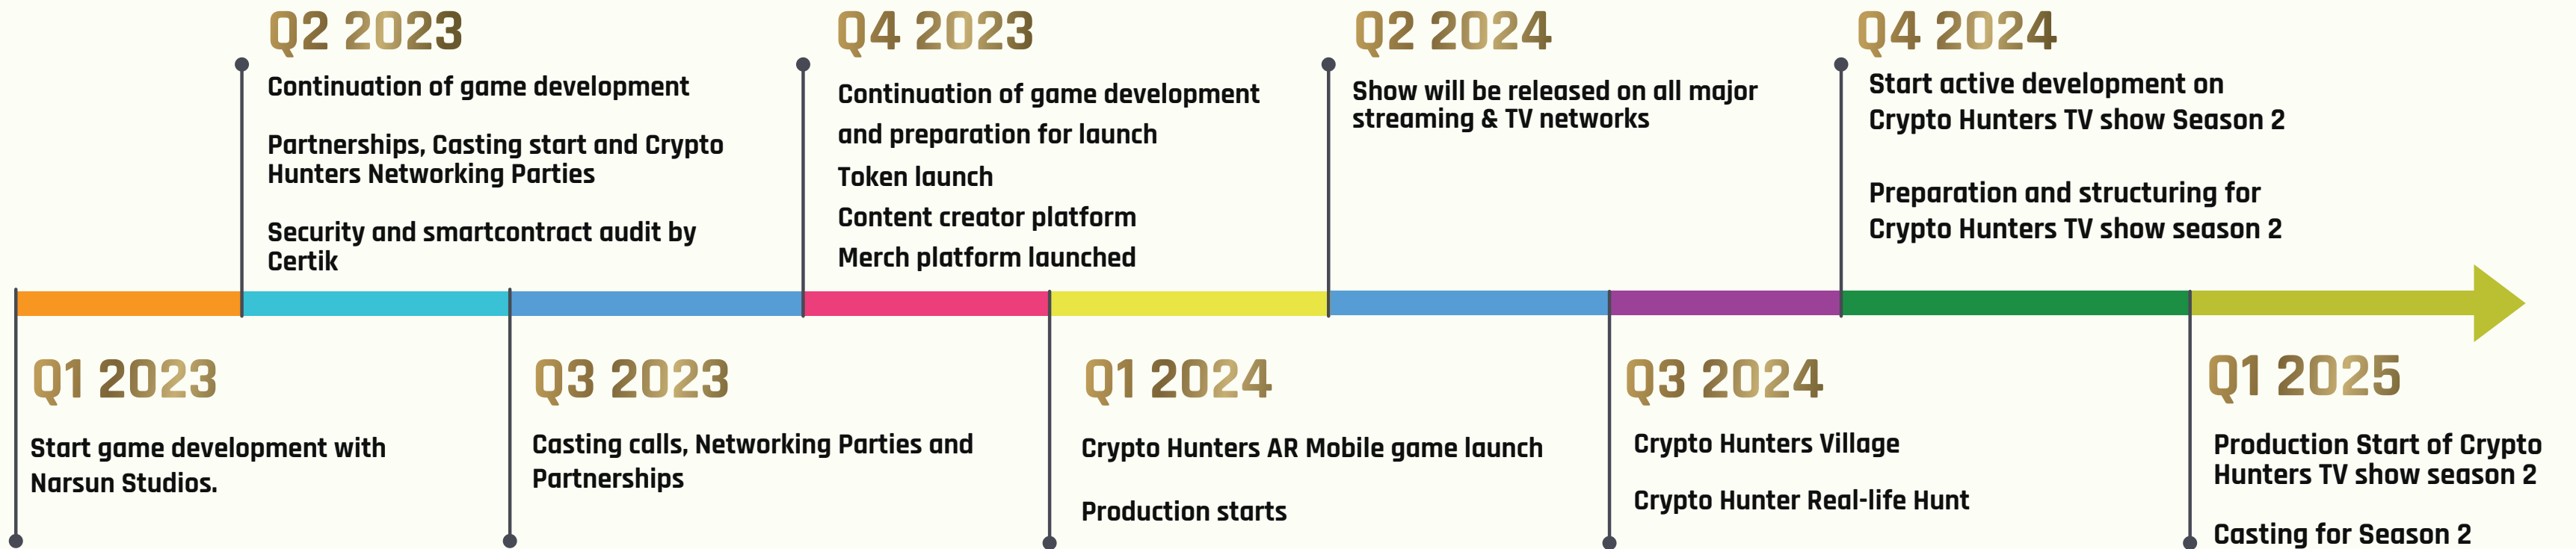 Q2 2023
Continuation of game development
Partnerships, Casting start and Crypto
Hunters Networking Parties
Security and smartcontract audit by
Certik
Q4 2023
Continuation of game development
and preparation for launch
Token launch
Content creator platform
Merch platform launched
Q2 2024
Show will be released on all major
streaming & TV networks
Q4 2024
Start active development on
Crypto Hunters TV show Season 2
Preparation and structuring for
Crypto Hunters TV show season 2
Q1 2023
Start game development with
Narsun Studios.
Q3 2023
Casting calls, Networking Parties and
Partnerships
Q1 2024
Crypto Hunters AR Mobile game launch
Production starts
Q3 2024
Crypto Hunters Village
Crypto Hunter Real-life Hunt
Q1 2025
Production Start of Crypto
Hunters TV show season 2
Casting for Season 2